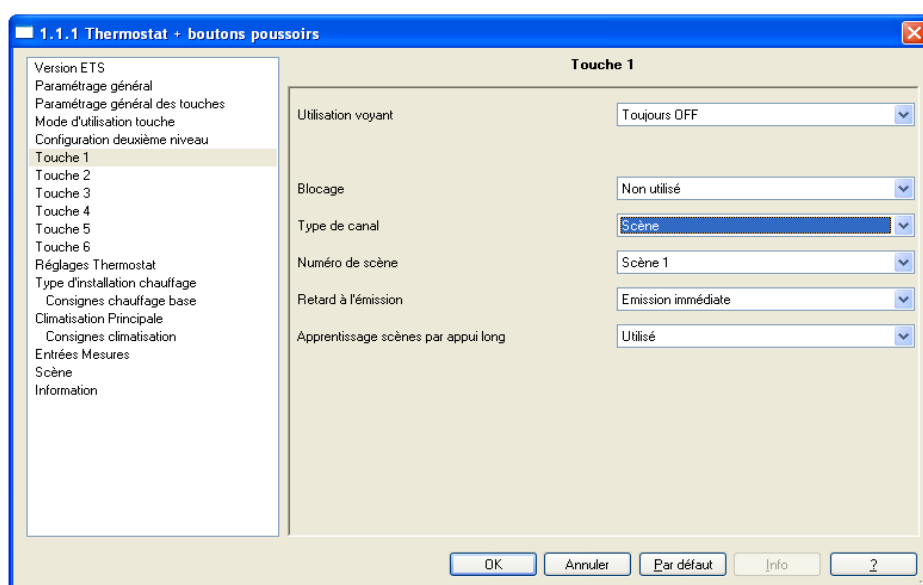 1.1.1 Thermostat + boutons poussoirs
Version ETS
Paramétrage général
Paramétrage général des touches
Mode d'utilisation touche
Configuration deuxième niveau
Touche 1
Touche 2
Touche 3
Touche 4
Touche 5
Touche 6
Réglages Thermostat
Type d'installation chauffage
Consignes chauffage base
Climatisation Principale
Consignes climatisation
Entrées Mesures
Scène
Information
Touche 1
Utilisation voyant Toujours OFF
Blocage Non utilisé
Type de canal Scène
Numéro de scène Scène 1
Retard à l'émission Emission immédiate
Apprentissage scènes par appui long Utilisé
OK Annuler Par défaut Info ?